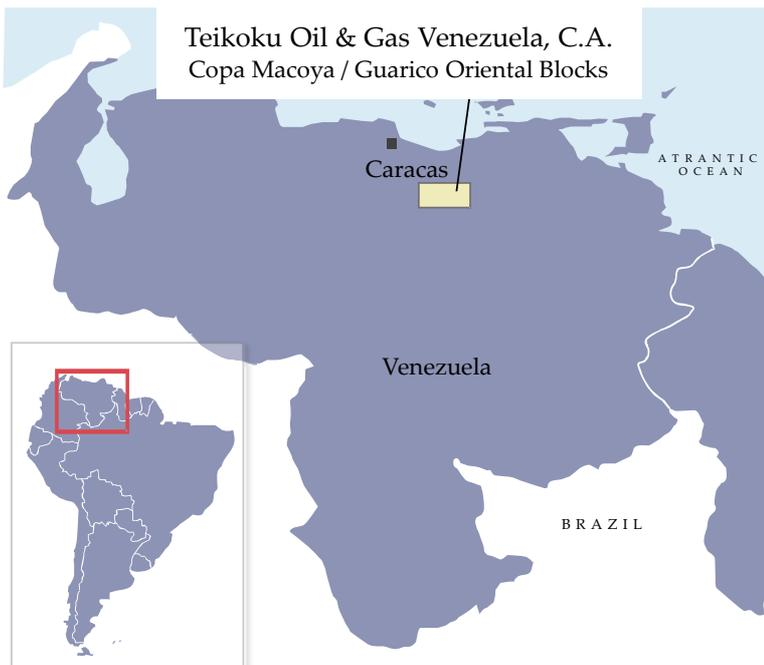 Teikoku Oil & Gas Venezuela, C.A.
Copa Macoya / Guarico Oriental Blocks
Caracas
ATRANTIC
OCEAN
Venezuela
BRAZIL